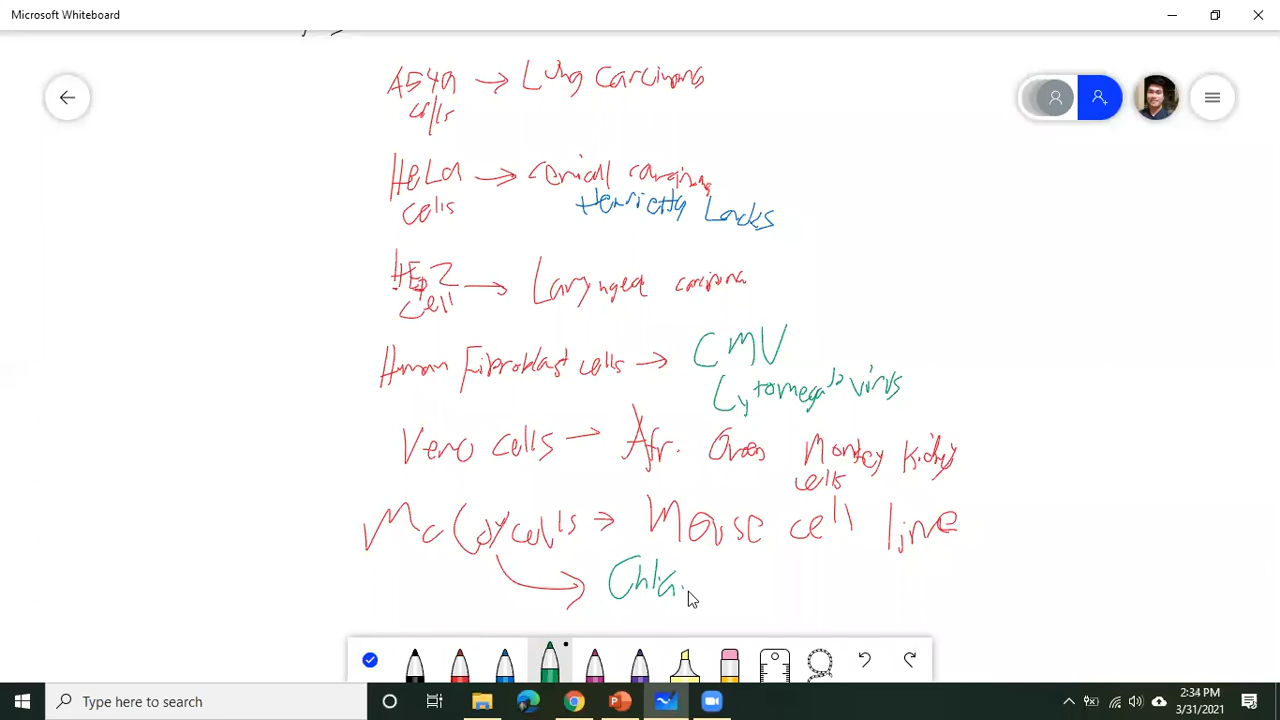 Microsoft Whiteboard
A549 → Lung Carcinoma
cells
HeLa → cervical carcinoma
cells Henrietta Lacks
HEp2 → Laryngeal carcinoma
cell
Human Fibroblast cells → CMV
Cytomegalovirus
Vero cells → Afr. Green Monkey Kidney
cells
McCoy cells → Mouse cell line
Chla
Type here to search
2:34 PM
3/31/2021